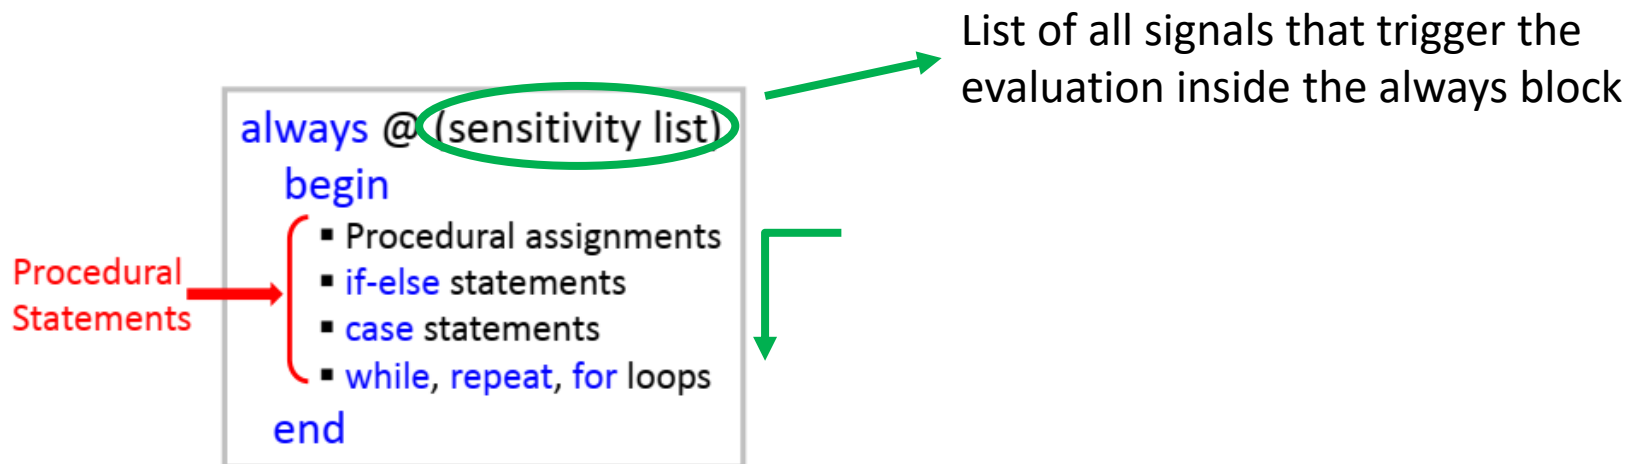 List of all signals that trigger the
evaluation inside the always block
always @ (sensitivity list)
begin
▪ Procedural assignments
▪ if-else statements
▪ case statements
▪ while, repeat, for loops
end
Procedural
Statements